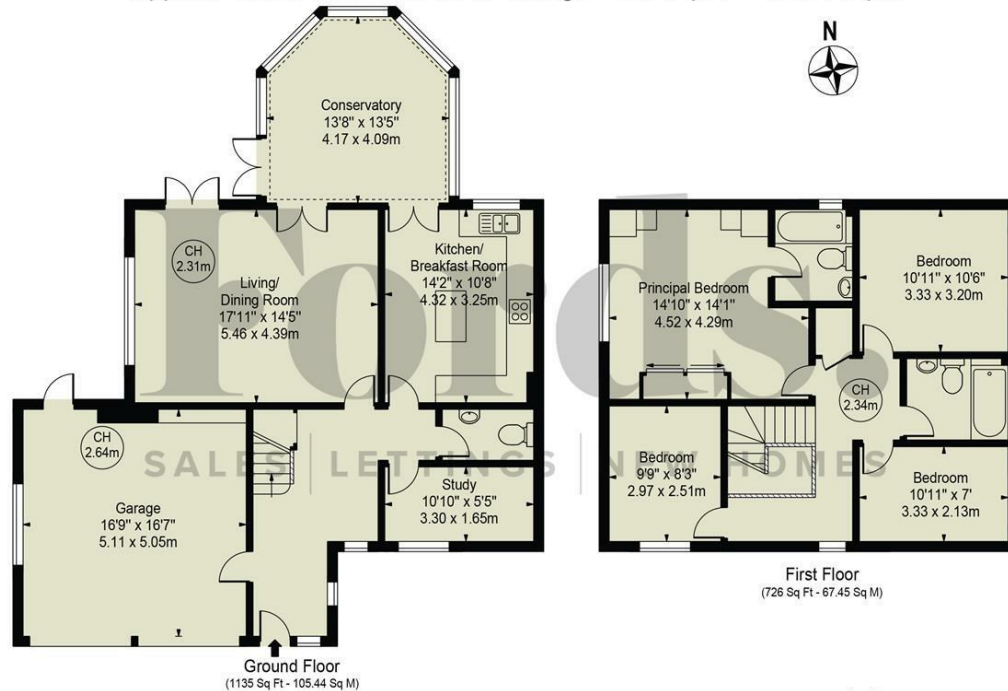 N
Conservatory
13'8" x 13'5"
4.17 x 4.09m
CH
2.31m
Living/
Dining Room
17'11" x 14'5"
5.46 x 4.39m
Kitchen/
Breakfast Room
14'2" x 10'8"
4.32 x 3.25m
CH
2.64m
Garage
16'9" x 16'7"
5.11 x 5.05m
Study
10'10" x 5'5"
3.30 x 1.65m
Ground Floor
(1135 Sq Ft - 105.44 Sq M)
Principal Bedroom
14'10" x 14'1"
4.52 x 4.29m
Bedroom
10'11" x 10'6"
3.33 x 3.20m
CH
2.34m
Bedroom
9'9" x 8'3"
2.97 x 2.51m
Bedroom
10'11" x 7'
3.33 x 2.13m
First Floor
(726 Sq Ft - 67.45 Sq M)
Fords.
SALES | LETTINGS | NEW HOMES